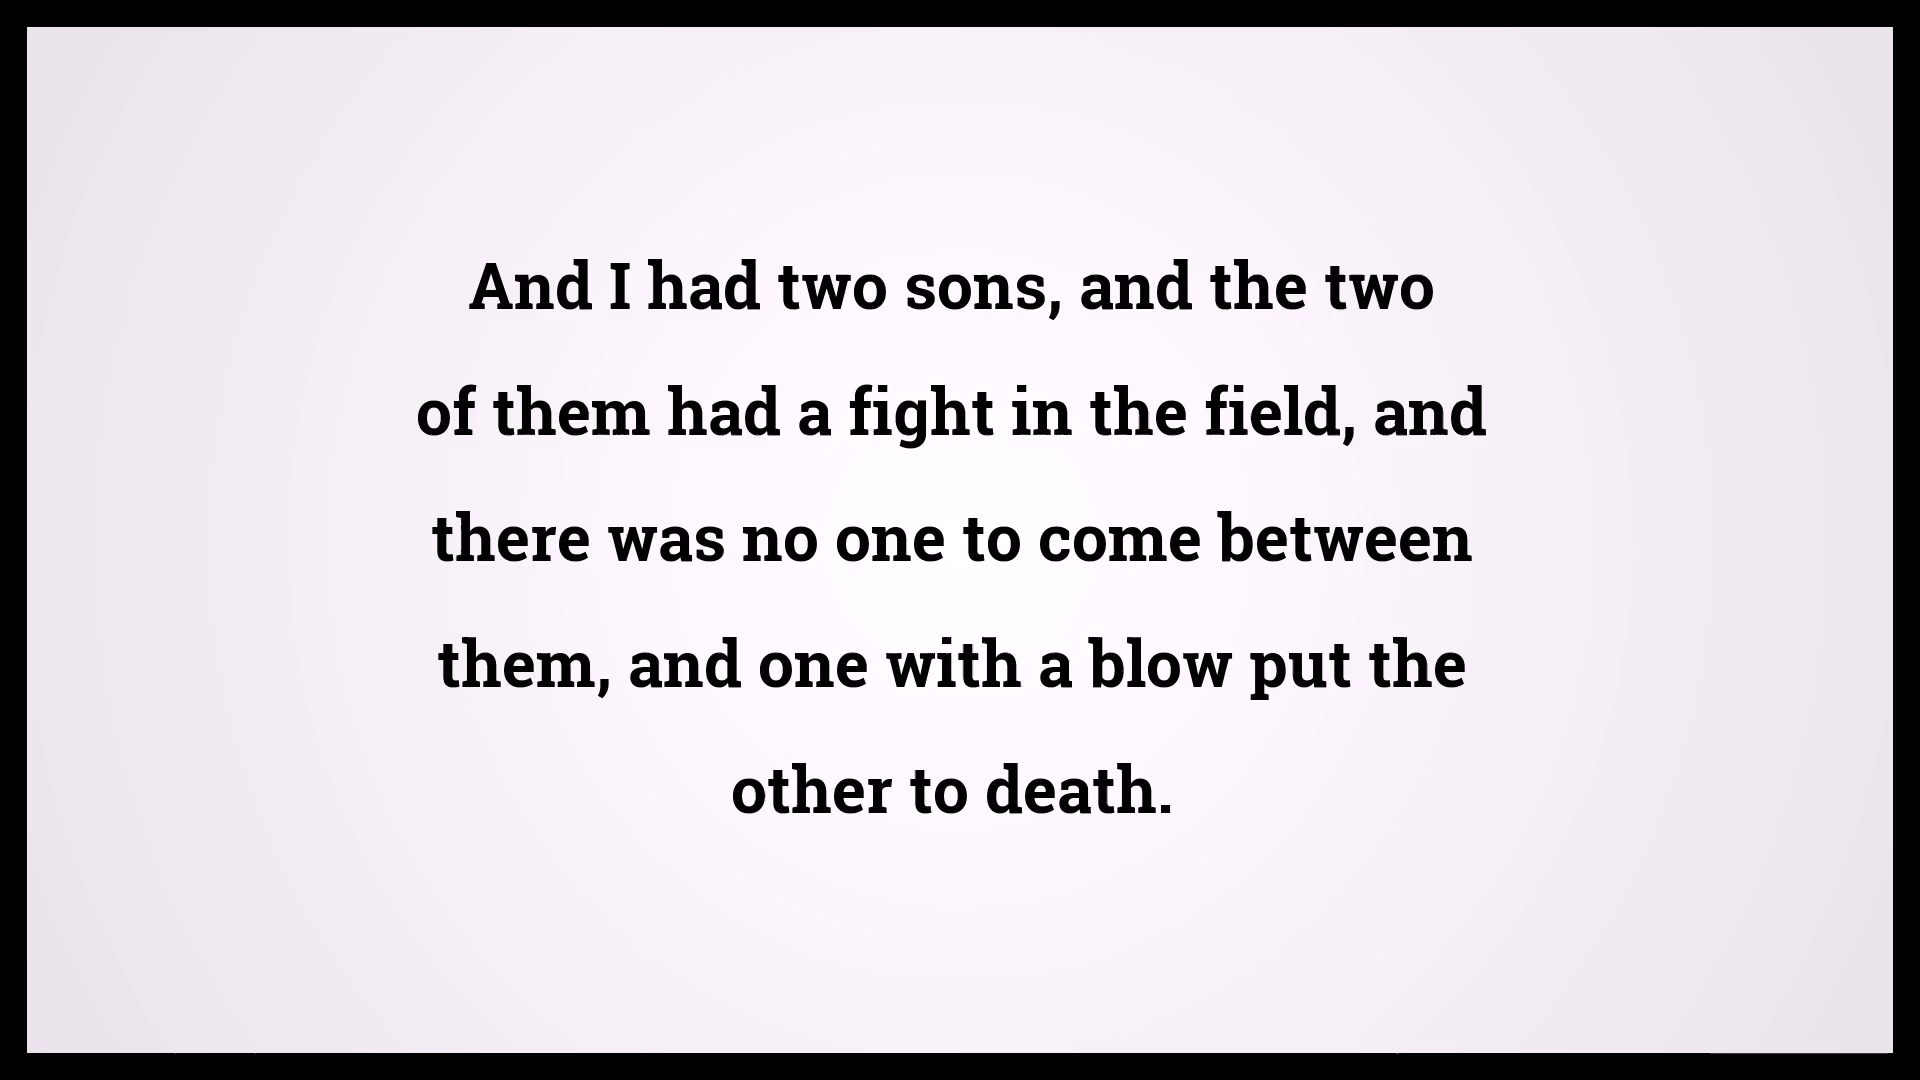 And I had two sons, and the two
of them had a fight in the field, and
there was no one to come between
them, and one with a blow put the
other to death.